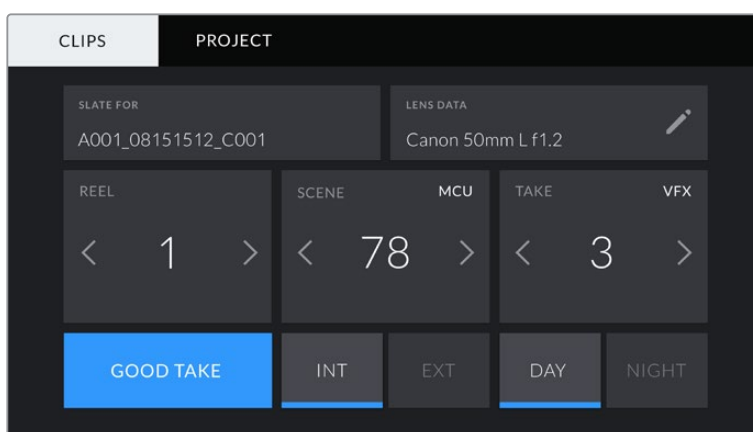 CLIPS PROJECT
SLATE FOR
A001_08151512_C001
LENS DATA
Canon 50mm L f1.2
REEL
1
SCENE MCU
78
TAKE VFX
3
GOOD TAKE INT EXT DAY NIGHT